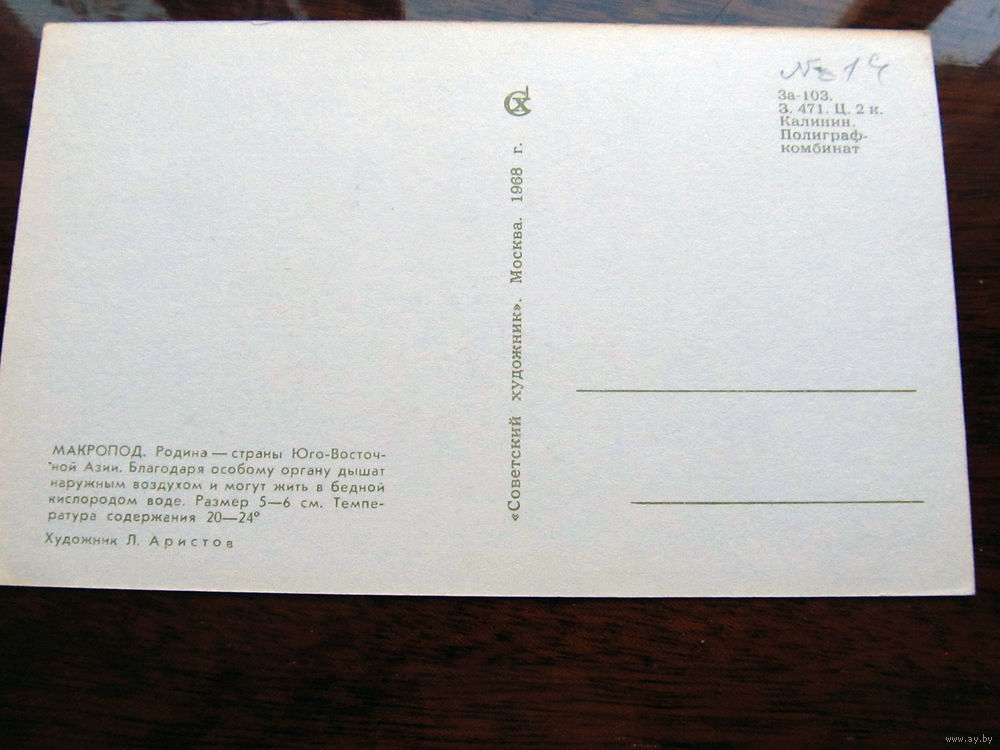 МАКРОПОД. Родина — страны Юго-Восточ-
ной Азии. Благодаря особому органу дышат
наружным воздухом и могут жить в бедной
кислородом воде. Размер 5—6 см. Темпе-
ратура содержания 20—24°
Художник Л. Аристов
«Советский художник». Москва. 1968 г.
№ 14
За-103.
З. 471. Ц. 2 к.
Калинин.
Полиграф-
комбинат
www.ay.by